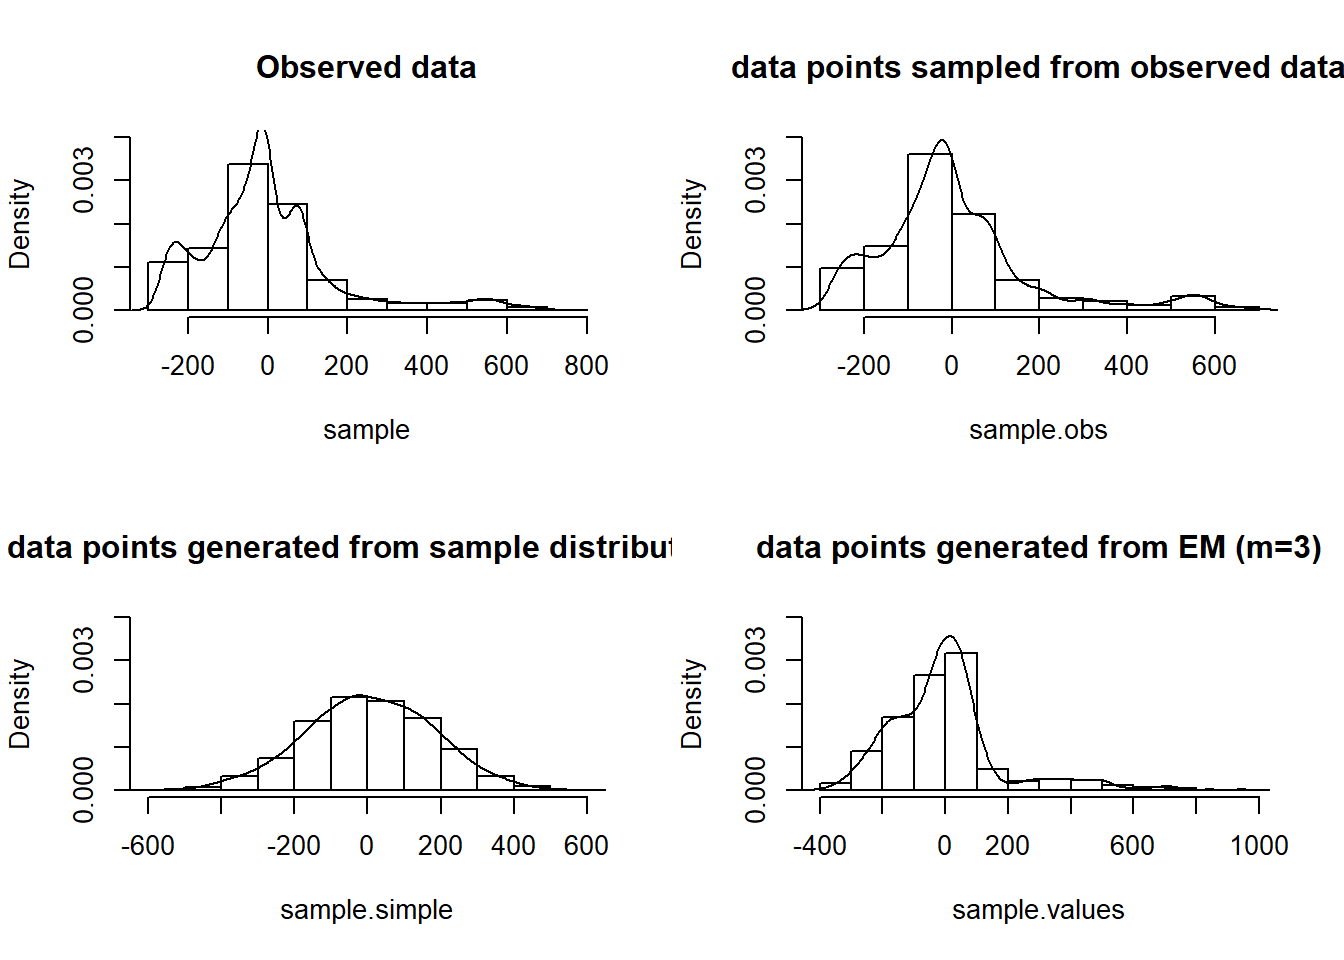 Observed data
Density
0.000
0.003
-200 0 200 400 600 800
sample
data points sampled from observed data
Density
0.000
0.003
-200 0 200 400 600
sample.obs
data points generated from sample distribut
Density
0.000
0.003
-600 -200 0 200 400 600
sample.simple
data points generated from EM (m=3)
Density
0.000
0.003
-400 0 200 600 1000
sample.values